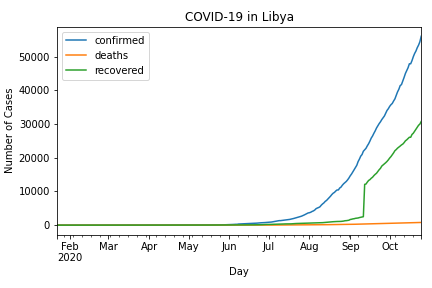 COVID-19 in Libya
confirmed
deaths
recovered
Number of Cases
50000
40000
30000
20000
10000
0
Feb Mar Apr May Jun Jul Aug Sep Oct
2020
Day